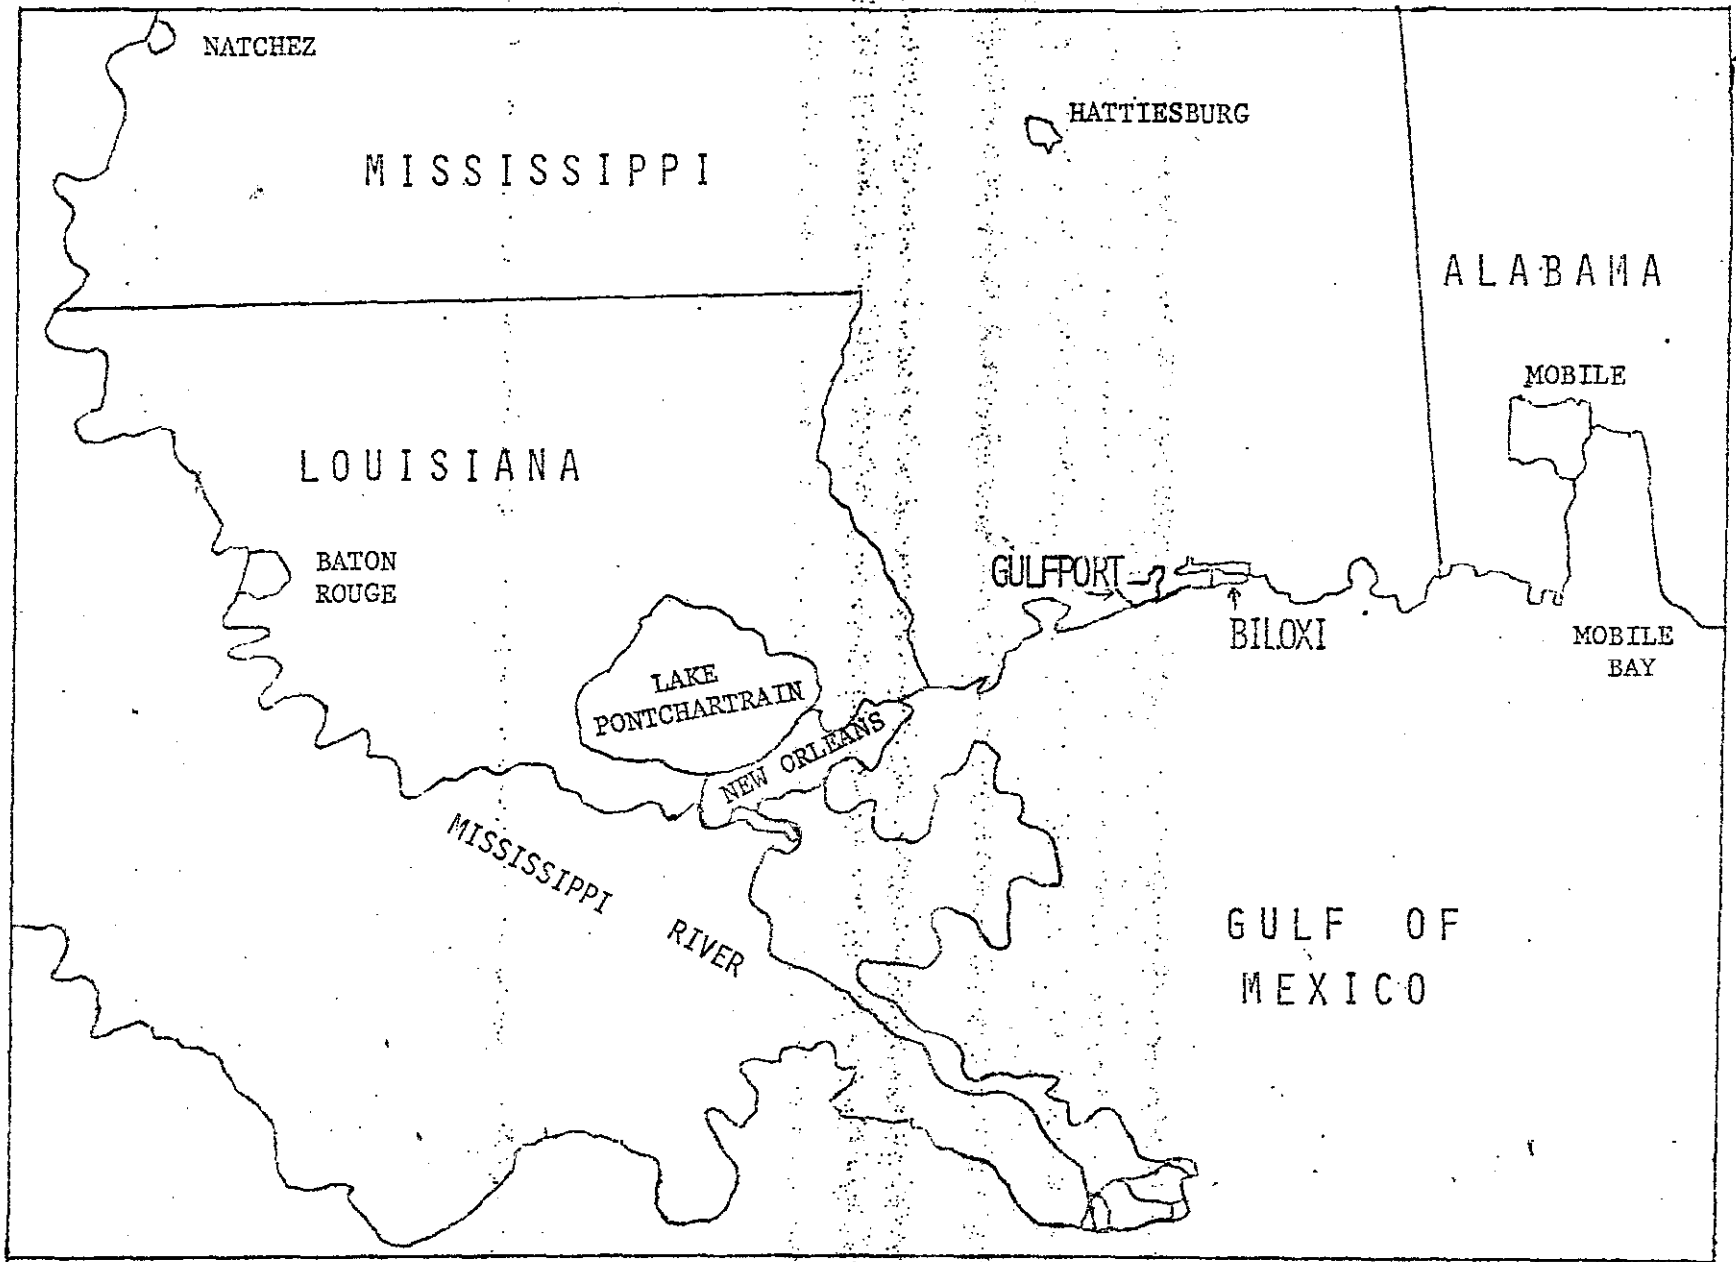 NATCHEZ
HATTIESBURG
MISSISSIPPI
ALABAMA
MOBILE
LOUISIANA
BATON
ROUGE
GULFPORT
BILOXI
MOBILE
BAY
LAKE
PONTCHARTRAIN
NEW ORLEANS
MISSISSIPPI RIVER
GULF OF
MEXICO